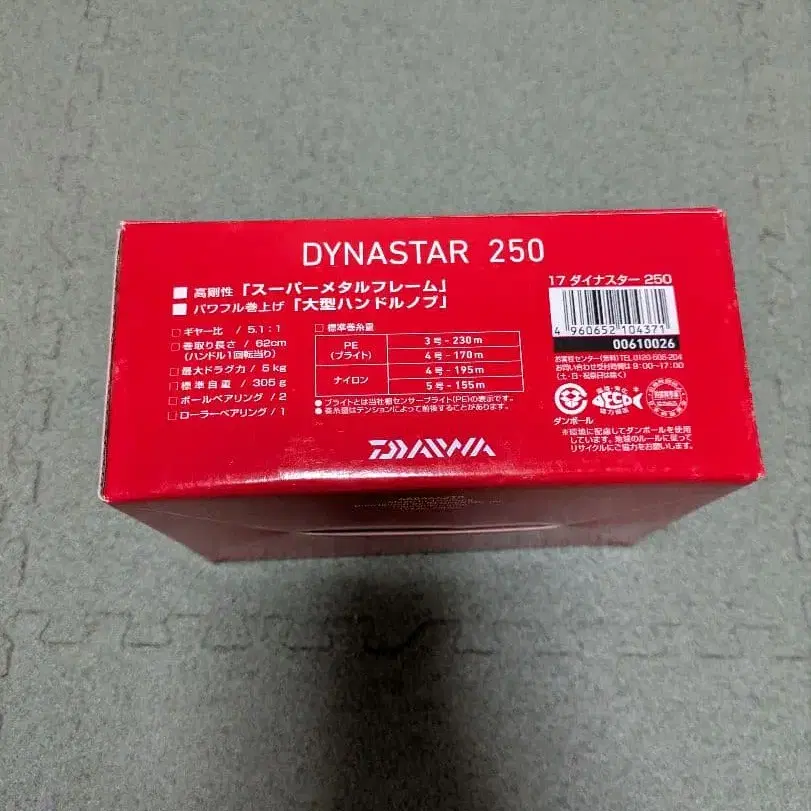 DYNASTAR 250
■ 高剛性「スーパーメタルフレーム」
■ パワフル巻上げ「大型ハンドルノブ」
□ ギヤー比 / 5.1:1
□ 巻取り長さ / 62cm
(ハンドル1回転当り)
□ 最大ドラグ力 / 5kg
□ 標準自重 / 305g
□ ボールベアリング / 2
□ ローラーベアリング / 1
□ 標準巻糸量
PE (ブライト) 3号-230m
4号-170m
ナイロン 4号-195m
5号-155m
● ブライトとは当社棚センサーブライト(PE)の表示です。
● 巻糸量はテンションによって前後することがあります。
DAIWA
17 ダイナスター 250
4 960652 104371
00610026
お客様センター(無料)TEL.0120-506-204
お問い合わせ受付時間は 9:00~17:00
(土・日・祝祭日は除く)
ECO
ダンボール
※環境に配慮してダンボールを使用
しています。地域のルールに従って
リサイクルにご協力をお願いします。